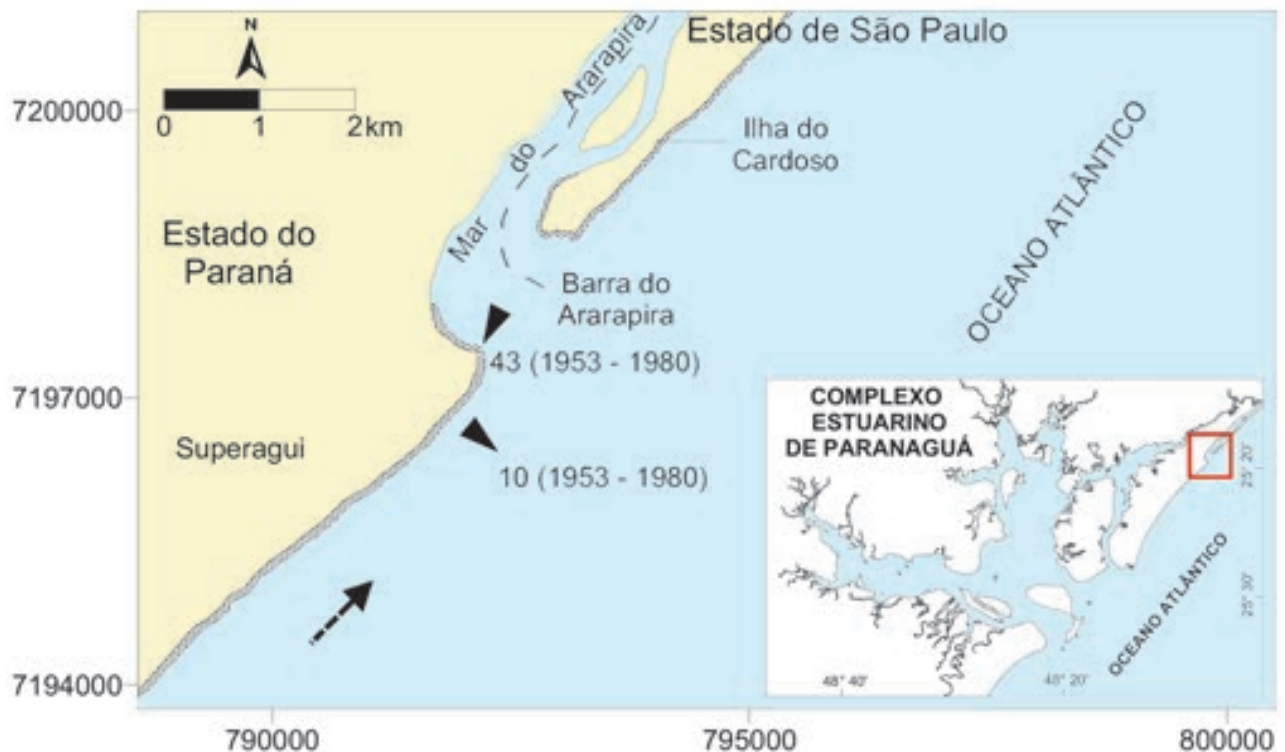 Estado de São Paulo
N
7200000
0 1 2 km
Mar do Ararapira
Ilha do
Cardoso
OCEANO ATLÂNTICO
Estado do
Paraná
Barra do
Ararapira
43 (1953 - 1980)
7197000
Superagui
10 (1953 - 1980)
COMPLEXO
ESTUARINO
DE PARANAGUÁ
25° 20
25° 30
OCEANO ATLÂNTICO
48° 40'
48° 20'
7194000
790000
795000
800000